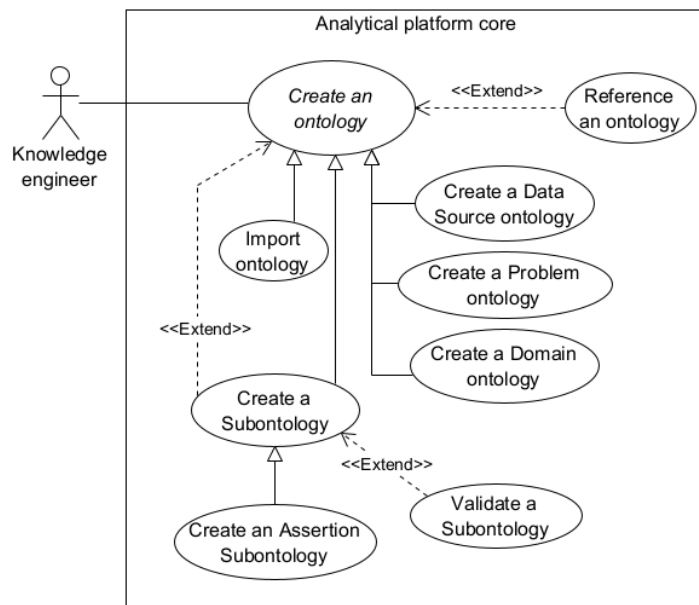 Analytical platform core
Create an
ontology
<<Extend>>
Reference
an ontology
<<Extend>>
Knowledge
engineer
Create a Data
Source ontology
Import
ontology
Create a Problem
ontology
<<Extend>>
Create a Domain
ontology
Create a
Subontology
<<Extend>>
Validate a
Subontology
Create an Assertion
Subontology